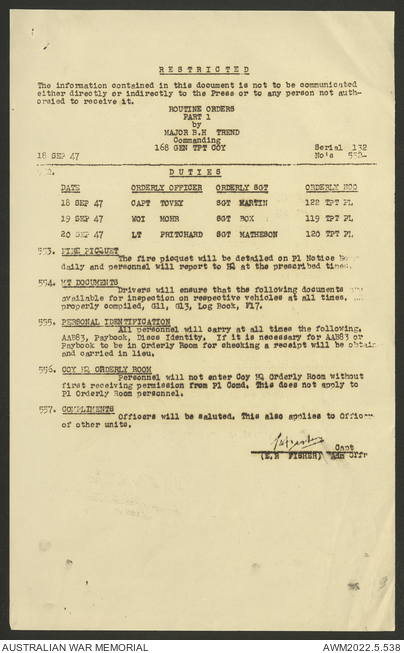 RESTRICTED
The information contained in this document is not to be communicated
either directly or indirectly to the Press or to any person not auth-
orsied to receive it.
ROUTINE ORDERS
PART 1
by
MAJOR B.H TREND
Commanding
168 GEN TPT COY
Serial 132
18 SEP 47 No's
DUTIES
DATE ORDERLY OFFICER ORDERLY SGT ORDERLY NCO
18 SEP 47 CAPT TOVEY SGT MARTIN 122 TPT PL
19 SEP 47 WOI MOHR SGT BOX 119 TPT PL
20 SEP 47 LT PRITCHARD SGT MATHESON 120 TPT PL
553. FIRE PICQUET
The fire picquet will be detailed on Pl Notice
daily and personnel will report to HQ at the prescribed times.
554. MT DOCUMENTS
Drivers will ensure that the following documents
available for inspection on respective vehicles at all times,
properly compiled, G11, G13, Log Book, F17.
555. PERSONAL IDENTIFICATION
All personnel will carry at all times the following.
AAB83, Paybook, Discs Identity. If it is necessary for AAB83 or
Paybook to be in Orderly Room for checking a receipt will be
and carried in lieu.
556. COY HQ ORDERLY ROOM
Personnel will not enter Coy HQ Orderly Room without
first receiving permission from Pl Comd. This does not apply to
Pl Orderly Room personnel.
557. COMPLIMENTS
Officers will be saluted. This also applies to
of other units.
Capt
(E.R FISHER) Adm Offr
AUSTRALIAN WAR MEMORIAL AWM2022.5.538